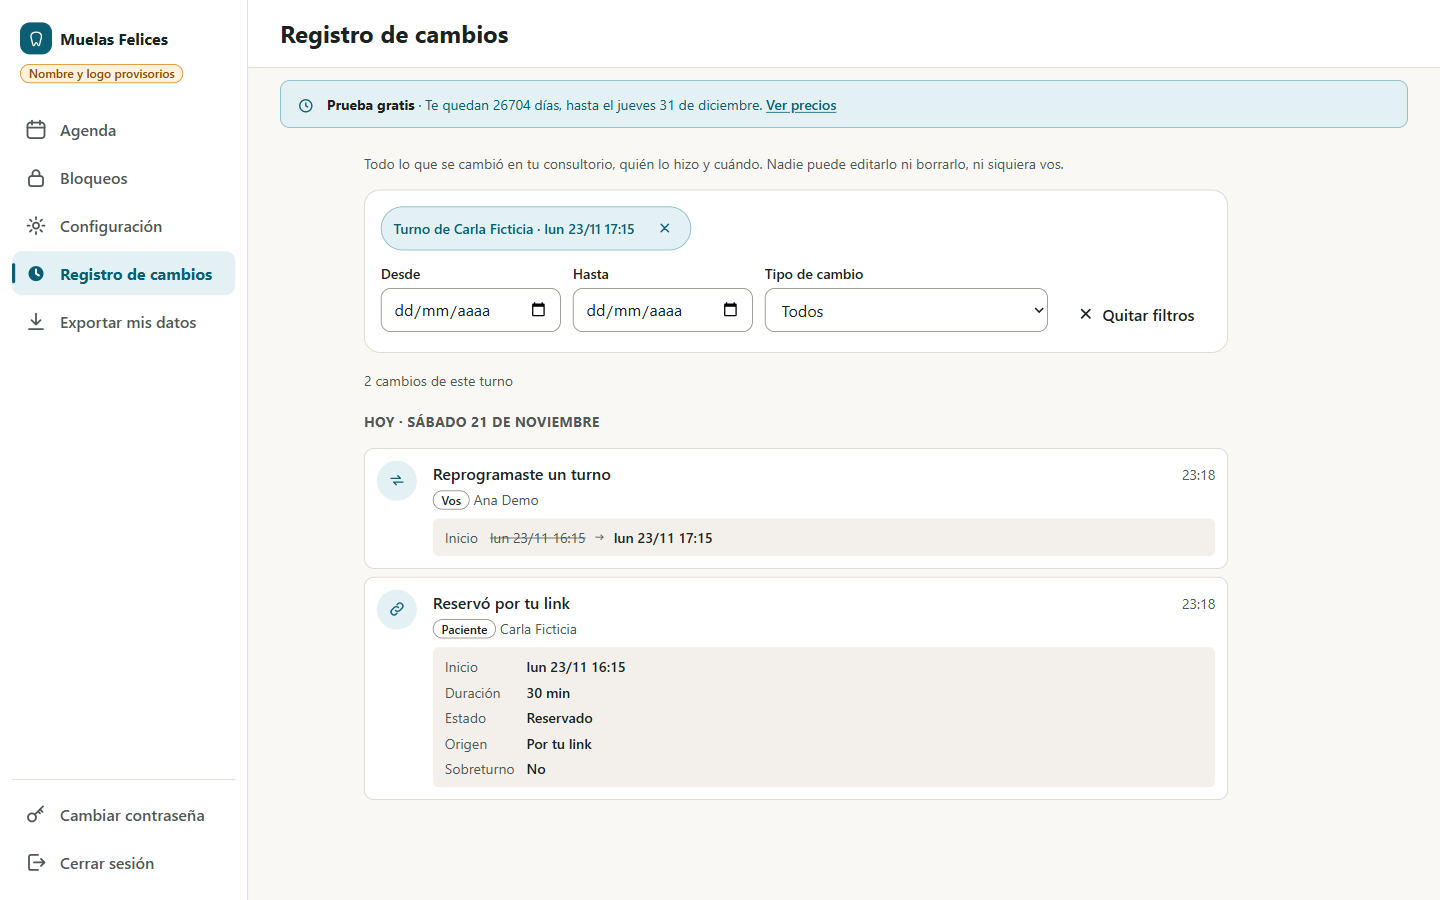 Muelas Felices
Nombre y logo provisorios
Agenda
Bloqueos
Configuración
Registro de cambios
Exportar mis datos
Cambiar contraseña
Cerrar sesión
Registro de cambios
Prueba gratis · Te quedan 26704 días, hasta el jueves 31 de diciembre. Ver precios
Todo lo que se cambió en tu consultorio, quién lo hizo y cuándo. Nadie puede editarlo ni borrarlo, ni siquiera vos.
Turno de Carla Ficticia · lun 23/11 17:15 ✕
Desde Hasta Tipo de cambio
dd/mm/aaaa dd/mm/aaaa Todos ✕ Quitar filtros
2 cambios de este turno
HOY · SÁBADO 21 DE NOVIEMBRE
Reprogramaste un turno 23:18
Vos Ana Demo
Inicio lun 23/11 16:15 → lun 23/11 17:15
Reservó por tu link 23:18
Paciente Carla Ficticia
Inicio lun 23/11 16:15
Duración 30 min
Estado Reservado
Origen Por tu link
Sobreturno No